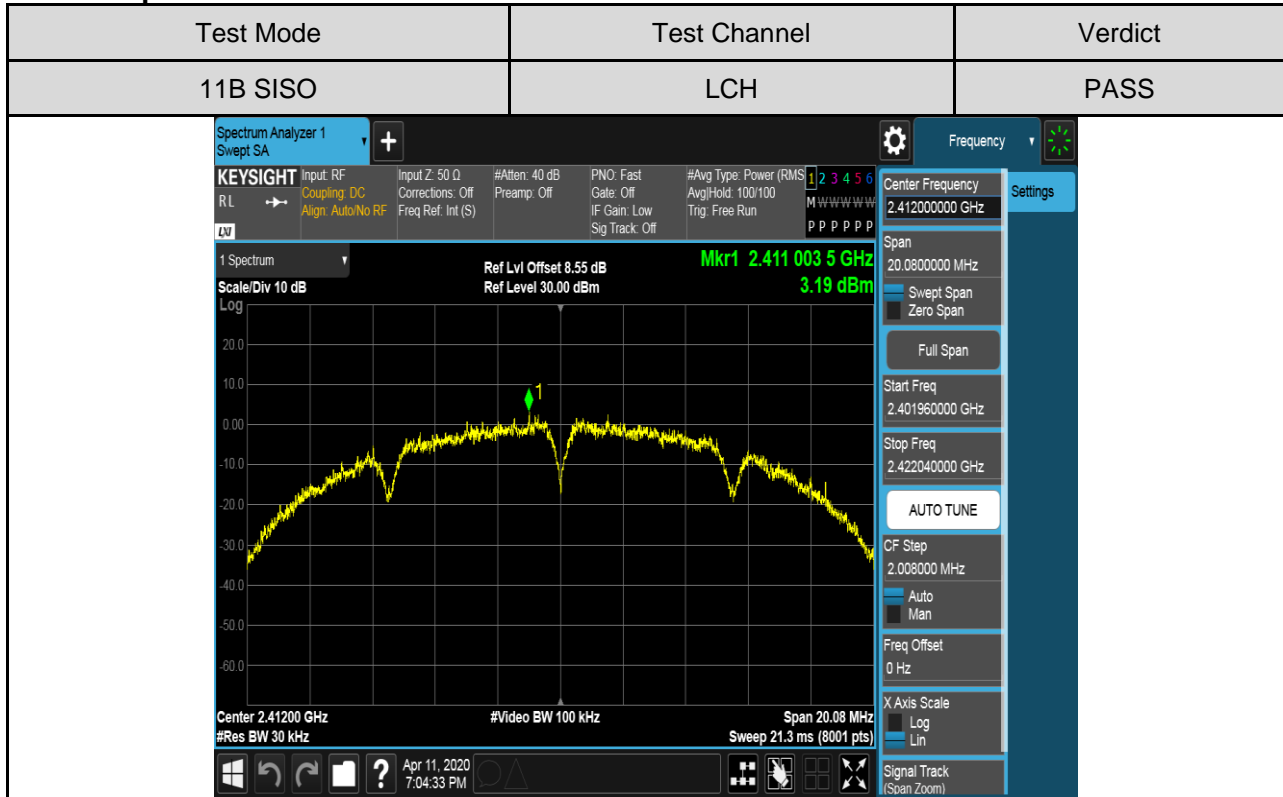 Test Mode Test Channel Verdict
11B SISO LCH PASS
Spectrum Analyzer 1
Swept SA
+
Frequency
KEYSIGHT
RL
LXI
Input: RF
Coupling: DC
Align: Auto/No RF
Input Z: 50 Ω
Corrections: Off
Freq Ref: Int (S)
#Atten: 40 dB
Preamp: Off
PNO: Fast
Gate: Off
IF Gain: Low
Sig Track: Off
#Avg Type: Power (RMS
Avg|Hold: 100/100
Trig: Free Run
1 2 3 4 5 6
M W W W W W
P P P P P P
1 Spectrum
Scale/Div 10 dB
Ref Lvl Offset 8.55 dB
Ref Level 30.00 dBm
Mkr1 2.411 003 5 GHz
3.19 dBm
Log
20.0
10.0
0.00
-10.0
-20.0
-30.0
-40.0
-50.0
-60.0
1
Center 2.41200 GHz
#Res BW 30 kHz
#Video BW 100 kHz
Span 20.08 MHz
Sweep 21.3 ms (8001 pts)
Settings
Center Frequency
2.412000000 GHz
Span
20.0800000 MHz
Swept Span
Zero Span
Full Span
Start Freq
2.401960000 GHz
Stop Freq
2.422040000 GHz
AUTO TUNE
CF Step
2.008000 MHz
Auto
Man
Freq Offset
0 Hz
X Axis Scale
Log
Lin
Signal Track
(Span Zoom)
?
Apr 11, 2020
7:04:33 PM